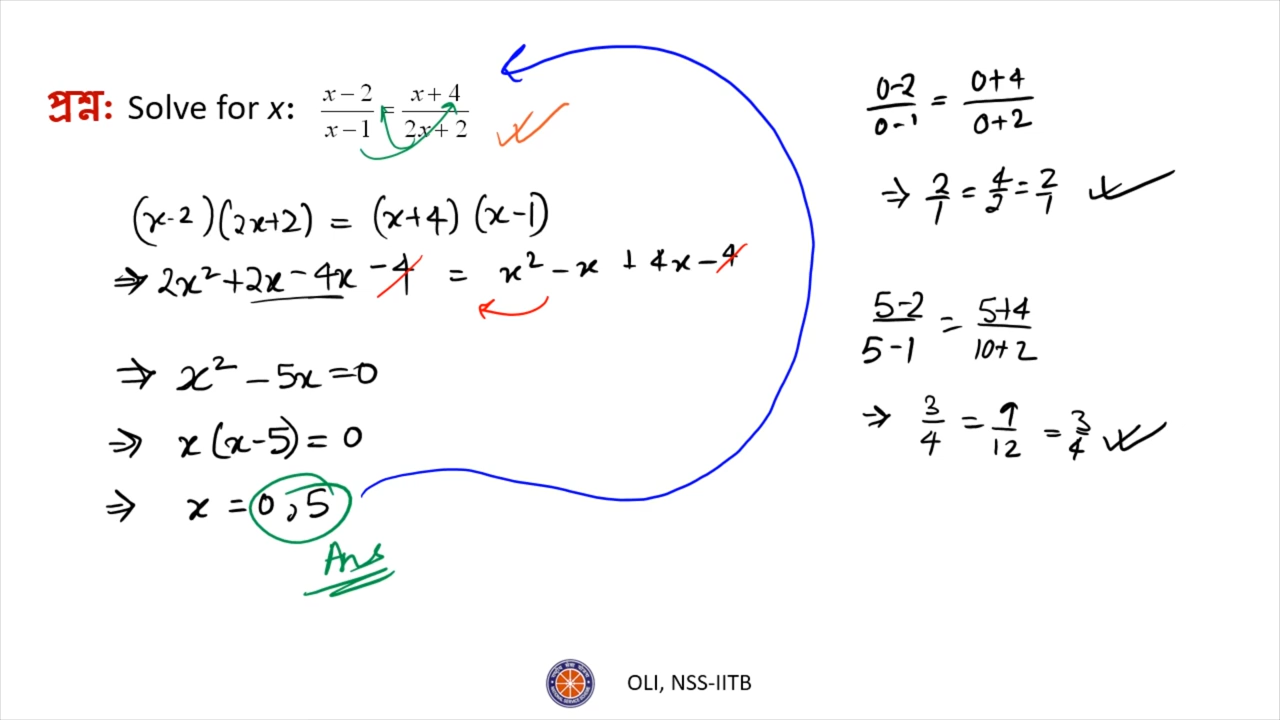 প্রশ্ন: Solve for x: (x − 2)/(x − 1) = (x + 4)/(2x + 2)
(x-2)(2x+2) = (x+4) (x-1)
⇒ 2x² + 2x - 4x - 4 = x² - x + 4x - 4
⇒ x² - 5x = 0
⇒ x (x-5) = 0
⇒ x = 0, 5
Ans
(0-2)/(0-1) = (0+4)/(0+2)
⇒ 2/1 = 4/2 = 2/1
(5-2)/(5-1) = (5+4)/(10+2)
⇒ 3/4 = 9/12 = 3/4
OLI, NSS-IITB